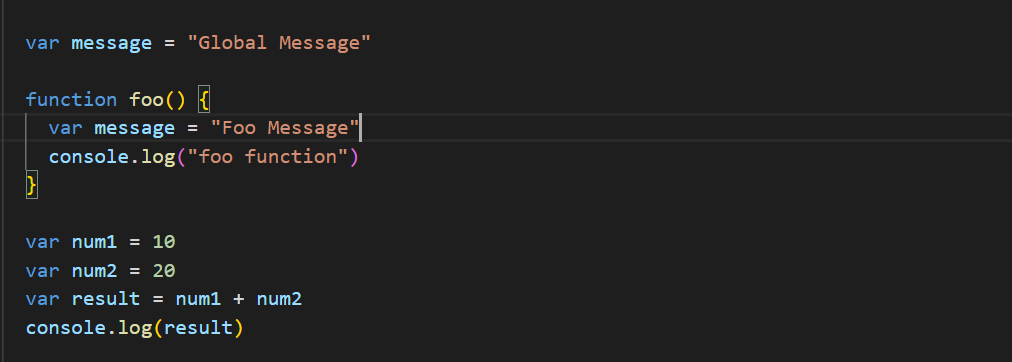 var message = "Global Message"
function foo() {
  var message = "Foo Message"
  console.log("foo function")
}
var num1 = 10
var num2 = 20
var result = num1 + num2
console.log(result)